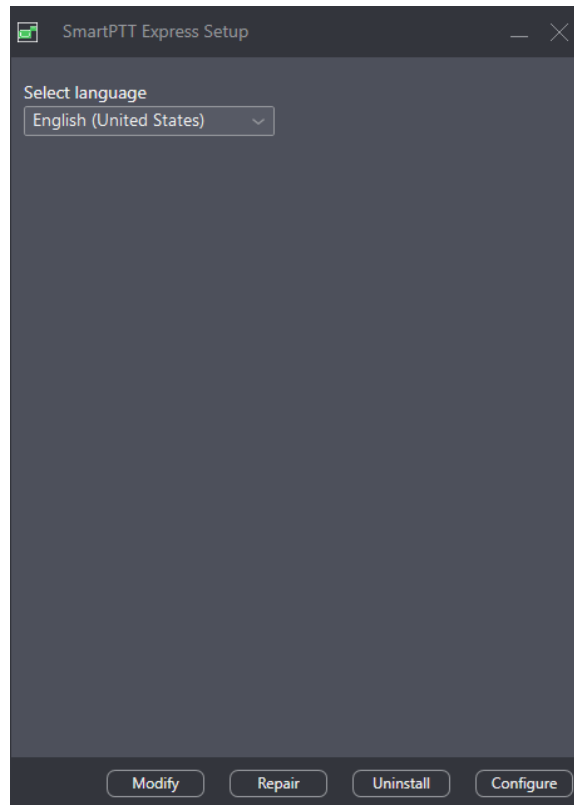 SmartPTT Express Setup
Select language
English (United States)
Modify Repair Uninstall Configure